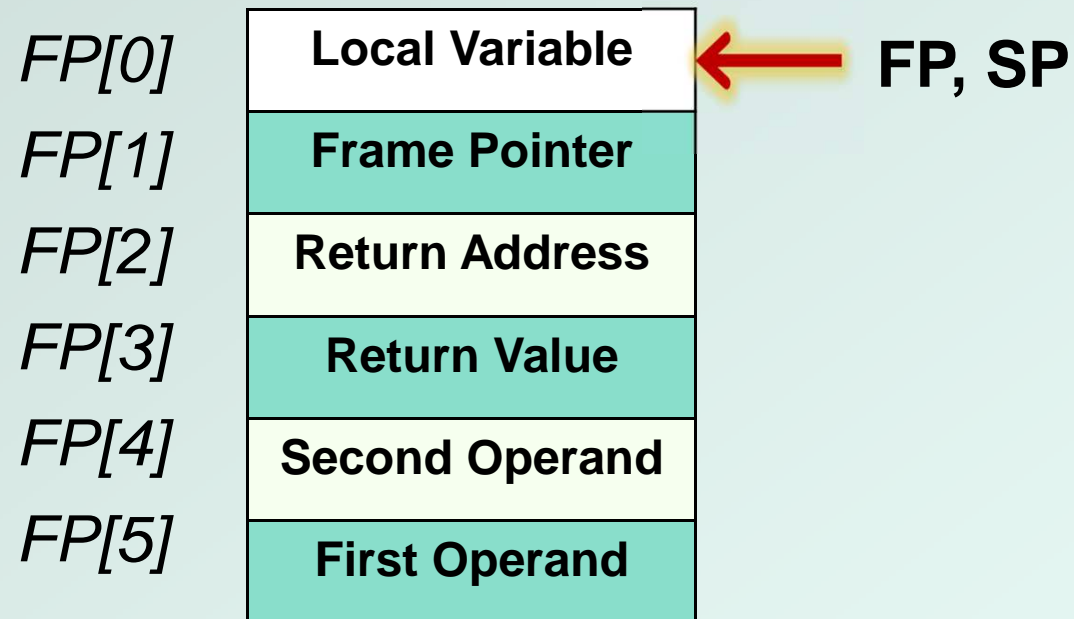 FP[0] Local Variable FP, SP
FP[1] Frame Pointer
FP[2] Return Address
FP[3] Return Value
FP[4] Second Operand
FP[5] First Operand